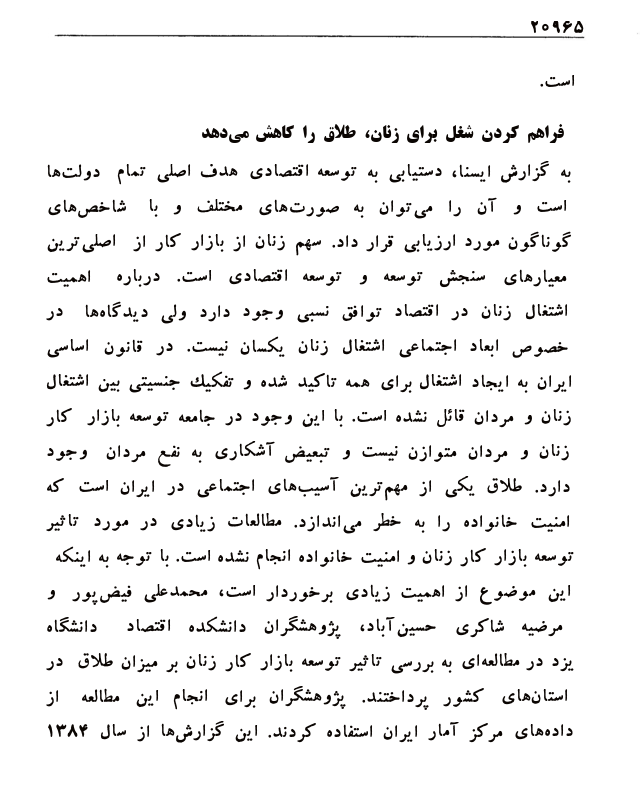 ۲۰۹۶۵
است.
فراهم کردن شغل برای زنان، طلاق را کاهش می‌دهد
به گزارش ایسنا، دستیابی به توسعه اقتصادی هدف اصلی تمام دولت‌ها
است و آن را می‌توان به صورت‌های مختلف و با شاخص‌های
گوناگون مورد ارزیابی قرار داد. سهم زنان از بازار کار از اصلی‌ترین
معیارهای سنجش توسعه و توسعه اقتصادی است. درباره اهمیت
اشتغال زنان در اقتصاد توافق نسبی وجود دارد ولی دیدگاه‌ها در
خصوص ابعاد اجتماعی اشتغال زنان یکسان نیست. در قانون اساسی
ایران به ایجاد اشتغال برای همه تاکید شده و تفکیك جنسیتی بین اشتغال
زنان و مردان قائل نشده است. با این وجود در جامعه توسعه بازار کار
زنان و مردان متوازن نیست و تبعیض آشکاری به نفع مردان وجود
دارد. طلاق یکی از مهم‌ترین آسیب‌های اجتماعی در ایران است که
امنیت خانواده را به خطر می‌اندازد. مطالعات زیادی در مورد تاثیر
توسعه بازار کار زنان و امنیت خانواده انجام نشده است. با توجه به اینکه
این موضوع از اهمیت زیادی برخوردار است، محمدعلی فیض‌پور و
مرضیه شاکری حسین‌آباد، پژوهشگران دانشکده اقتصاد دانشگاه
یزد در مطالعه‌ای به بررسی تاثیر توسعه بازار کار زنان بر میزان طلاق در
استان‌های کشور پرداختند. پژوهشگران برای انجام این مطالعه از
داده‌های مرکز آمار ایران استفاده کردند. این گزارش‌ها از سال ۱۳۸۴